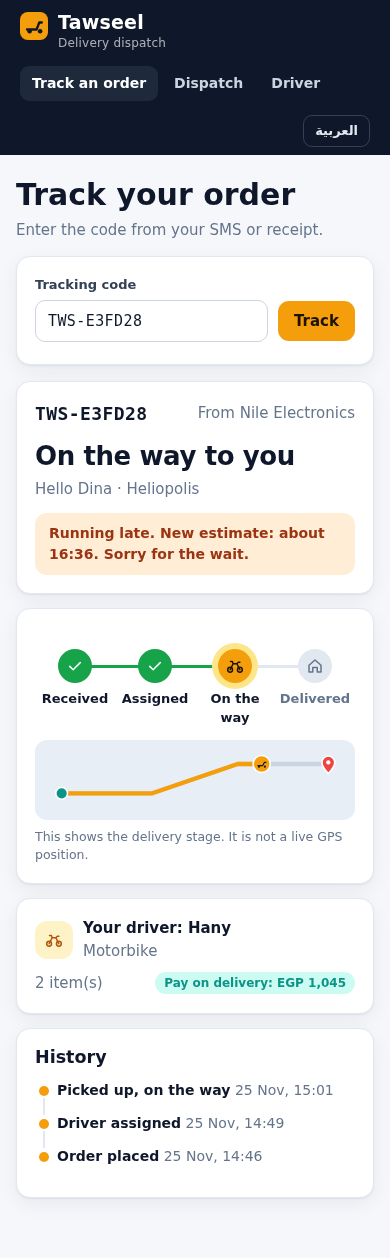 Tawseel
Delivery dispatch
Track an order
Dispatch
Driver
العربية
Track your order
Enter the code from your SMS or receipt.
Tracking code
TWS-E3FD28
Track
TWS-E3FD28
From Nile Electronics
On the way to you
Hello Dina · Heliopolis
Running late. New estimate: about
16:36. Sorry for the wait.
Received
Assigned
On the
way
Delivered
This shows the delivery stage. It is not a live GPS
position.
Your driver: Hany
Motorbike
2 item(s)
Pay on delivery: EGP 1,045
History
Picked up, on the way 25 Nov, 15:01
Driver assigned 25 Nov, 14:49
Order placed 25 Nov, 14:46